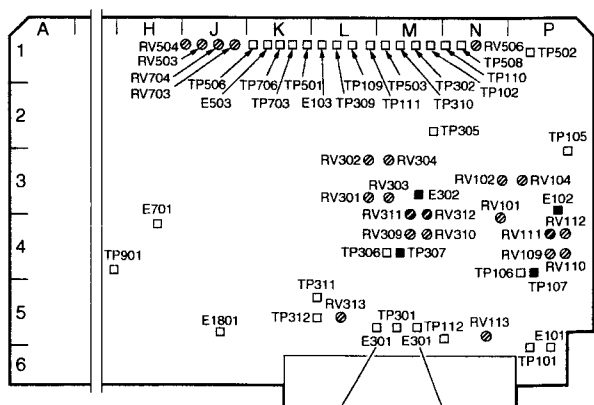 A H J K L M N P
1 RV504 RV506 TP502
RV503 TP508
RV704 TP506 TP706 TP501 TP109 TP503 TP302 TP110
RV703 E503 TP703 E103 TP309 TP111 TP310 TP102
2 TP305 TP105
RV302 RV304
3 RV303 RV102 RV104
RV301 E302 RV101 E102
E701 RV311 RV312 RV112
4 RV309 RV310 RV111
TP901 TP306 TP307 RV110
TP106 TP107
TP311
5 TP312 RV313 TP301 TP112 RV113
E1801 E301 E301 E101
6 TP101